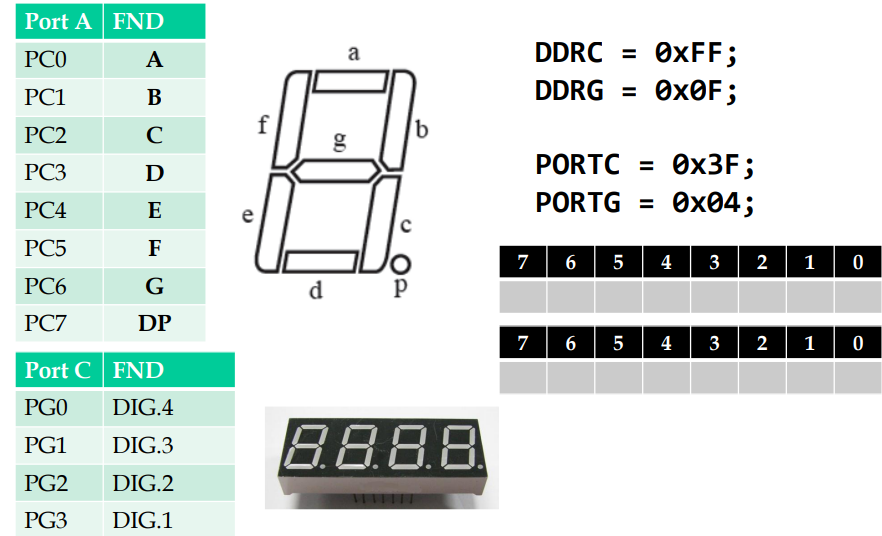 Port A FND
PC0 A
PC1 B
PC2 C
PC3 D
PC4 E
PC5 F
PC6 G
PC7 DP
Port C FND
PG0 DIG.4
PG1 DIG.3
PG2 DIG.2
PG3 DIG.1
a
f
b
g
e
c
d
p
DDRC = 0xFF;
DDRG = 0x0F;
PORTC = 0x3F;
PORTG = 0x04;
7 6 5 4 3 2 1 0
7 6 5 4 3 2 1 0